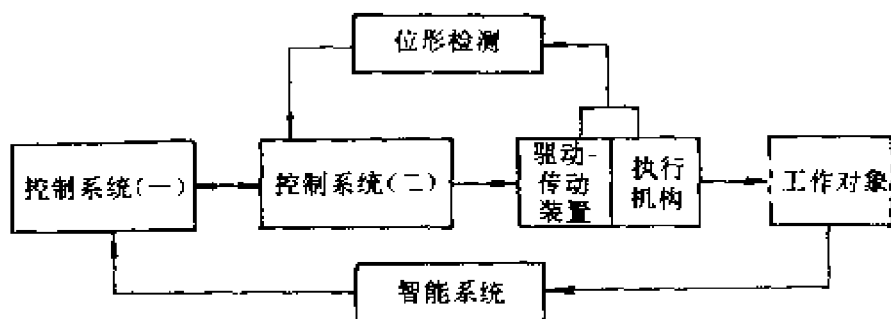 位形检测
控制系统(一)
控制系统(二)
驱动-
传动
装置
执行
机构
工作对象
智能系统